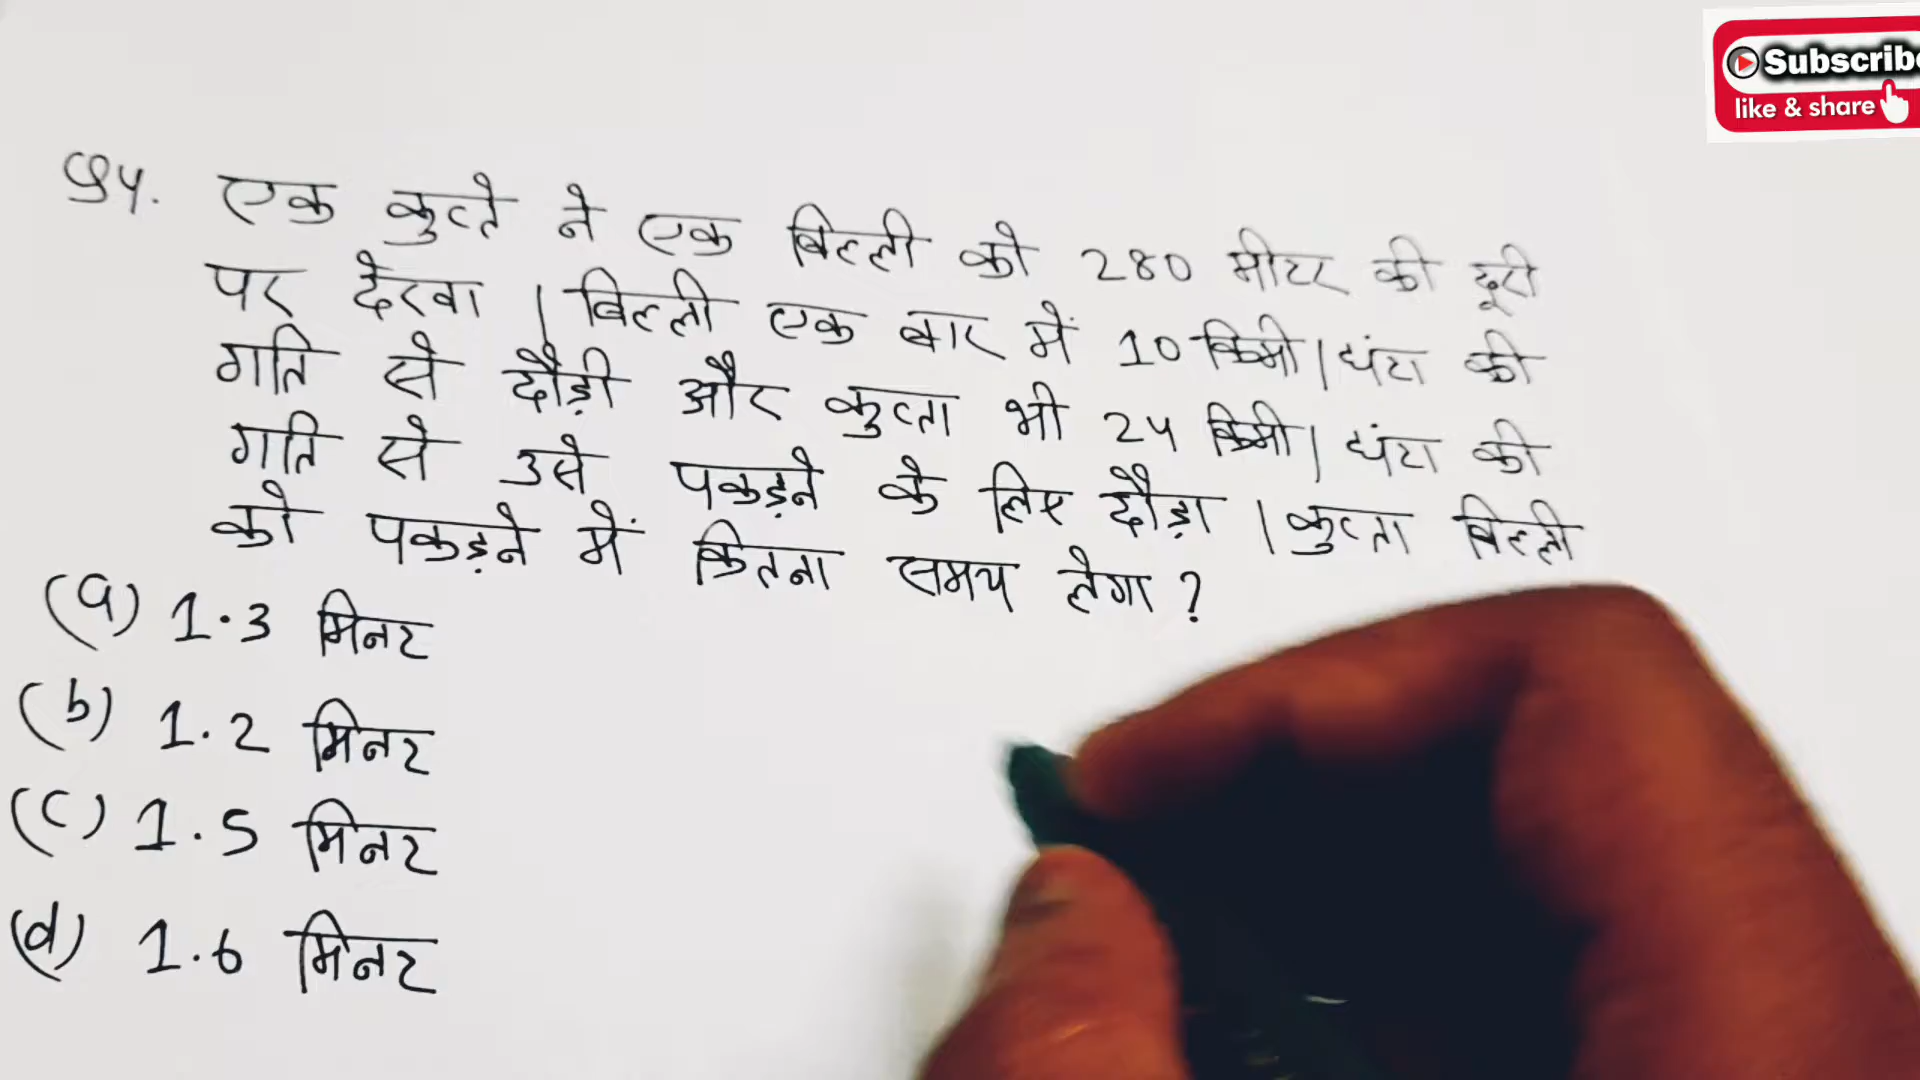 Subscribe
like & share
Q4. एक कुत्ते ने एक बिल्ली को 280 मीटर की दूरी
पर देखा । बिल्ली एक बार में 10 किमी/घंटा की
गति से दौड़ी और कुत्ता भी 24 किमी/घंटा की
गति से उसे पकड़ने के लिए दौड़ा । कुत्ता बिल्ली
को पकड़ने में कितना समय लेगा ?
(a) 1.3 मिनट
(b) 1.2 मिनट
(c) 1.5 मिनट
(d) 1.6 मिनट